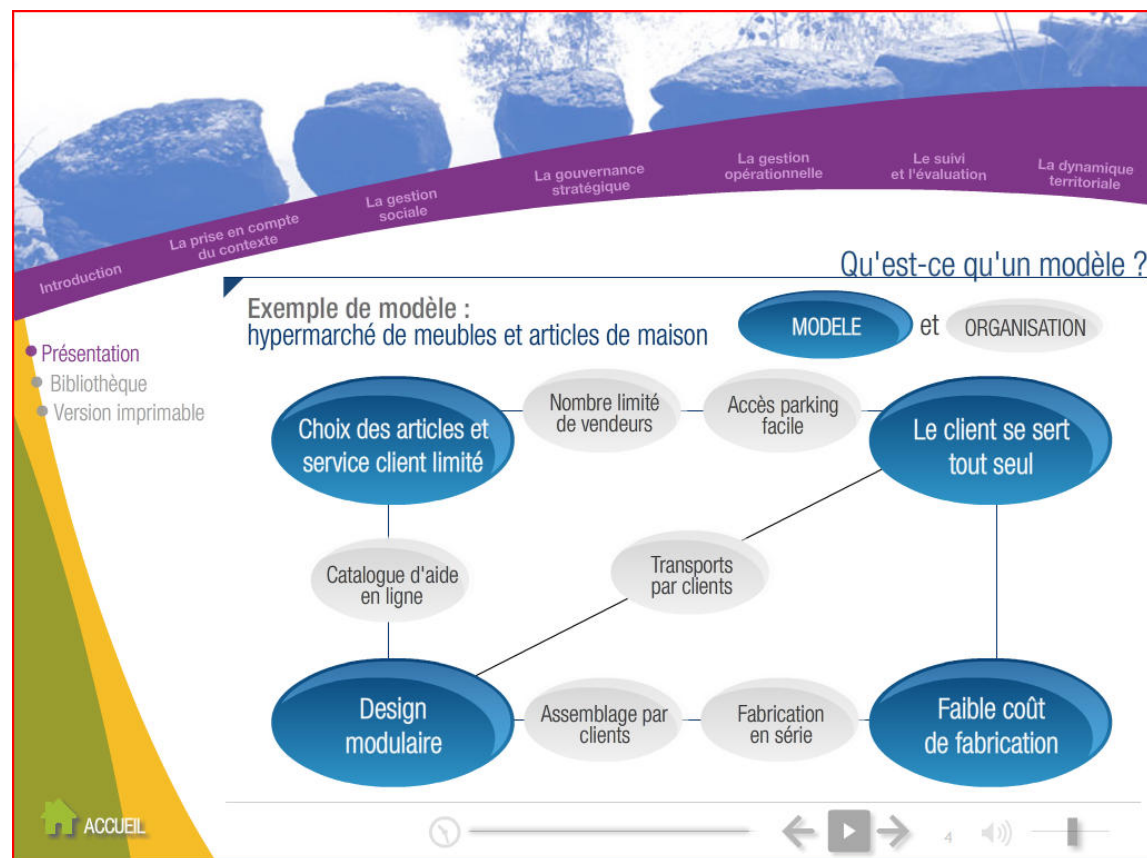 Introduction
La prise en compte
du contexte
La gestion
sociale
La gouvernance
stratégique
La gestion
opérationnelle
Le suivi
et l'évaluation
La dynamique
territoriale
Qu'est-ce qu'un modèle ?
Exemple de modèle :
hypermarché de meubles et articles de maison
MODELE
et
ORGANISATION
Présentation
Bibliothèque
Version imprimable
Choix des articles et
service client limité
Nombre limité
de vendeurs
Accès parking
facile
Le client se sert
tout seul
Catalogue d'aide
en ligne
Transports
par clients
Design
modulaire
Assemblage par
clients
Fabrication
en série
Faible coût
de fabrication
ACCUEIL
4